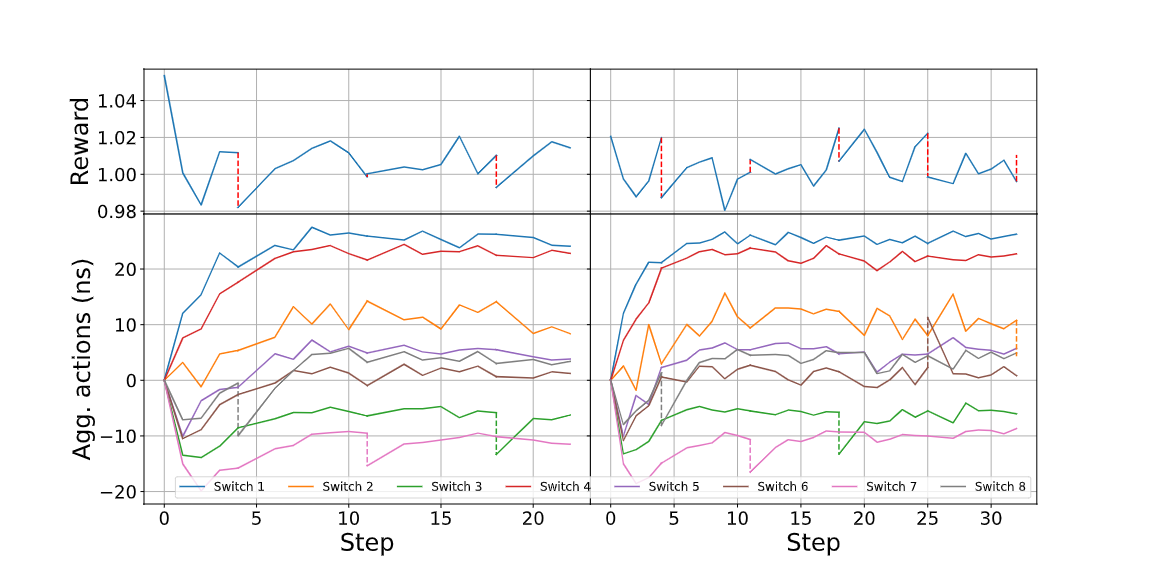 Reward
1.04
1.02
1.00
0.98
Agg. actions (ns)
20
10
0
−10
−20
Switch 1 Switch 2 Switch 3 Switch 4 Switch 5 Switch 6 Switch 7 Switch 8
0 5 10 15 20 0 5 10 15 20 25 30
Step Step